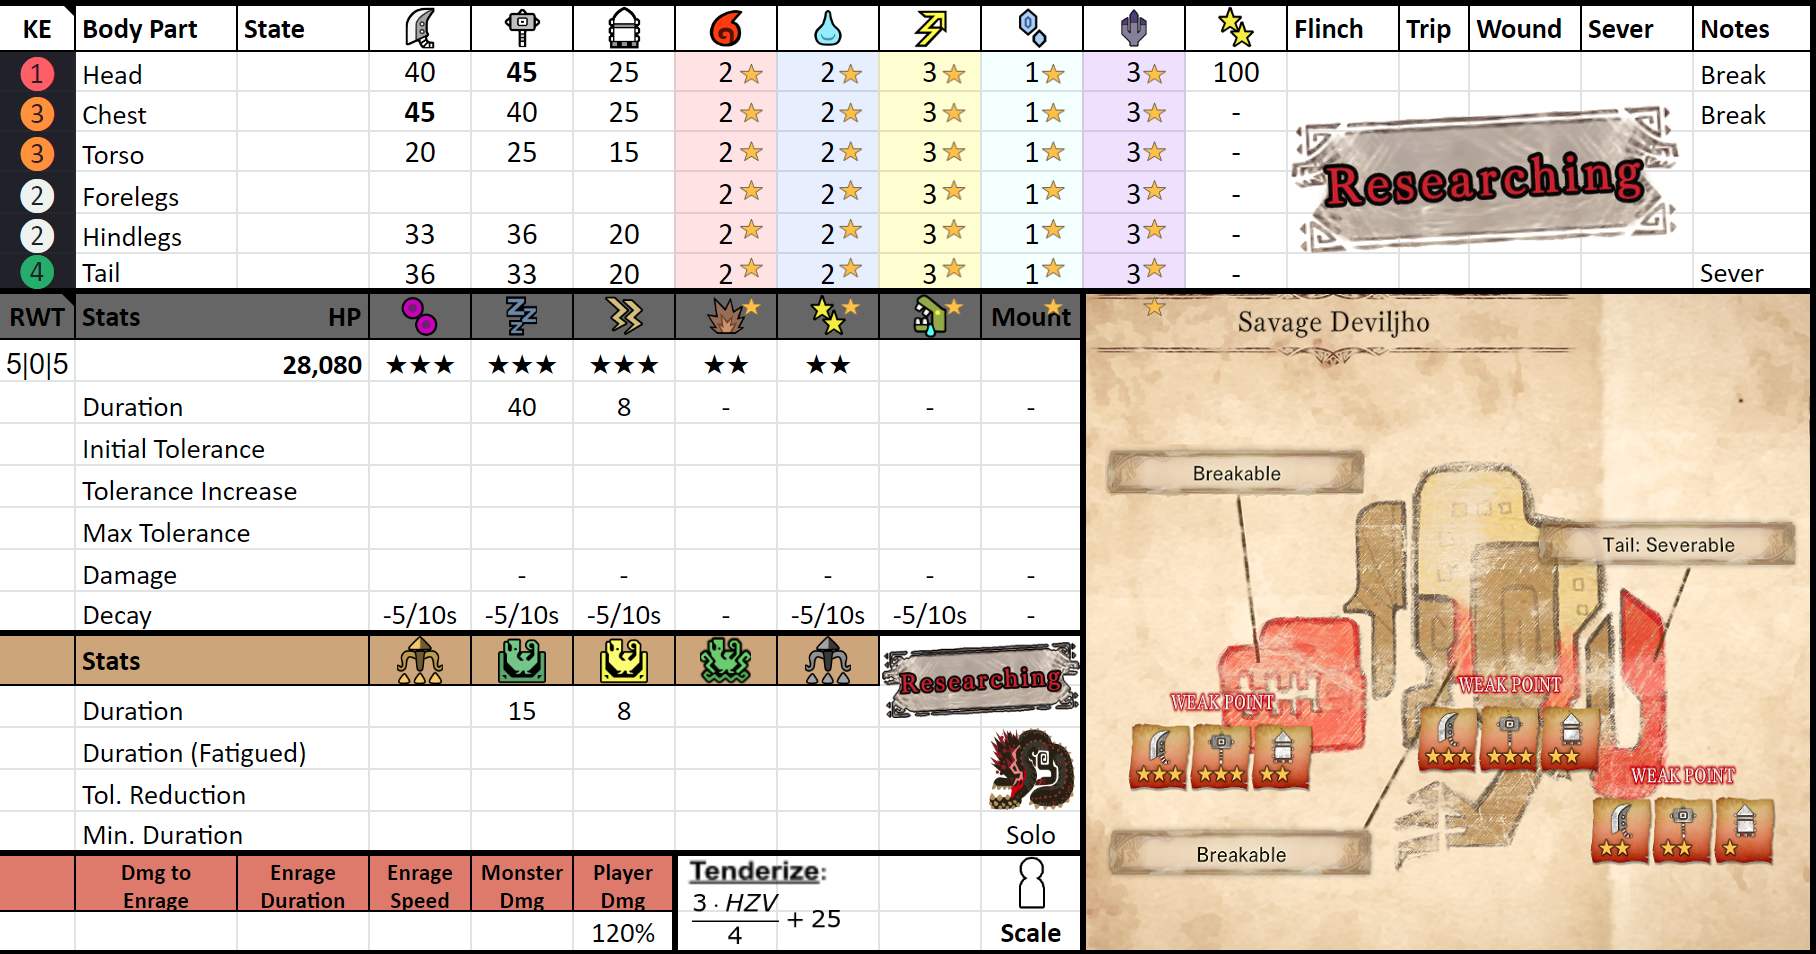 KE Body Part State Flinch Trip Wound Sever Notes
1 Head 40 45 25 2 2 3 1 3 100 Break
3 Chest 45 40 25 2 2 3 1 3 - Break
3 Torso 20 25 15 2 2 3 1 3 -
Researching
2 Forelegs 2 2 3 1 3 -
2 Hindlegs 33 36 20 2 2 3 1 3 -
4 Tail 36 33 20 2 2 3 1 3 - Sever
RWT Stats HP Mount
5|0|5 28,080 ★★★ ★★★ ★★★ ★★ ★★
Duration 40 8 - - -
Initial Tolerance
Tolerance Increase
Max Tolerance
Damage - - - - -
Decay -5/10s -5/10s -5/10s - -5/10s -5/10s -
Stats
Researching
Duration 15 8
Duration (Fatigued)
Tol. Reduction
Min. Duration
Solo
Dmg to Enrage
Enrage Duration
Enrage Speed
Monster Dmg
Player Dmg
120%
Tenderize:
3 · HZV
4
+ 25
Scale
Savage Deviljho
Breakable
Tail: Severable
WEAK POINT
WEAK POINT
WEAK POINT
Breakable